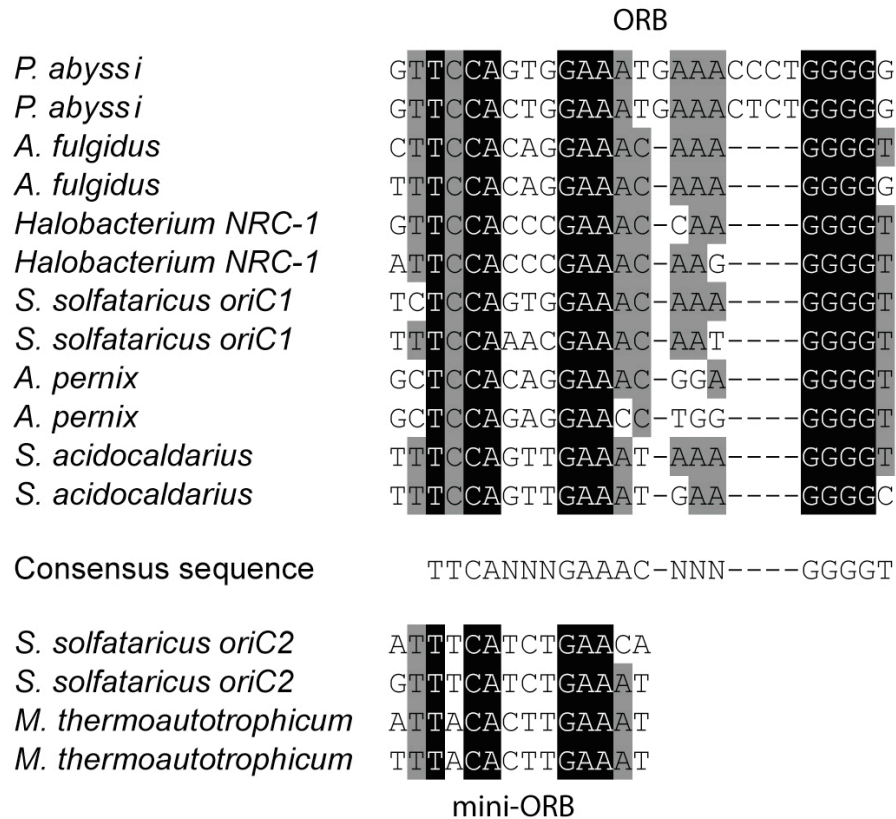 ORB
P. abyssi GTTCCAGTGGAAATGAAACCCTGGGGG
P. abyssi GTTCCACTGGAAATGAAACTCTGGGGG
A. fulgidus CTTCCACAGGAAAC-AAA----GGGGT
A. fulgidus TTTCCACAGGAAAC-AAA----GGGGG
Halobacterium NRC-1 GTTCCACCCGAAAC-CAA----GGGGT
Halobacterium NRC-1 ATTCCACCCGAAAC-AAG----GGGGT
S. solfataricus oriC1 TCTCCAGTGGAAAC-AAA----GGGGT
S. solfataricus oriC1 TTTCCAAACGAAAC-AAT----GGGGT
A. pernix GCTCCACAGGAAAC-GGA----GGGGT
A. pernix GCTCCAGAGGAACC-TGG----GGGGT
S. acidocaldarius TTTCCAGTTGAAAT-AAA----GGGGT
S. acidocaldarius TTTCCAGTTGAAAT-GAA----GGGGC
Consensus sequence TTCANNNGAAAC-NNN----GGGGT
S. solfataricus oriC2 ATTTCATCTGAACA
S. solfataricus oriC2 GTTTCATCTGAAAT
M. thermoautotrophicum ATTACACTTGAAAT
M. thermoautotrophicum TTTACACTTGAAAT
mini-ORB